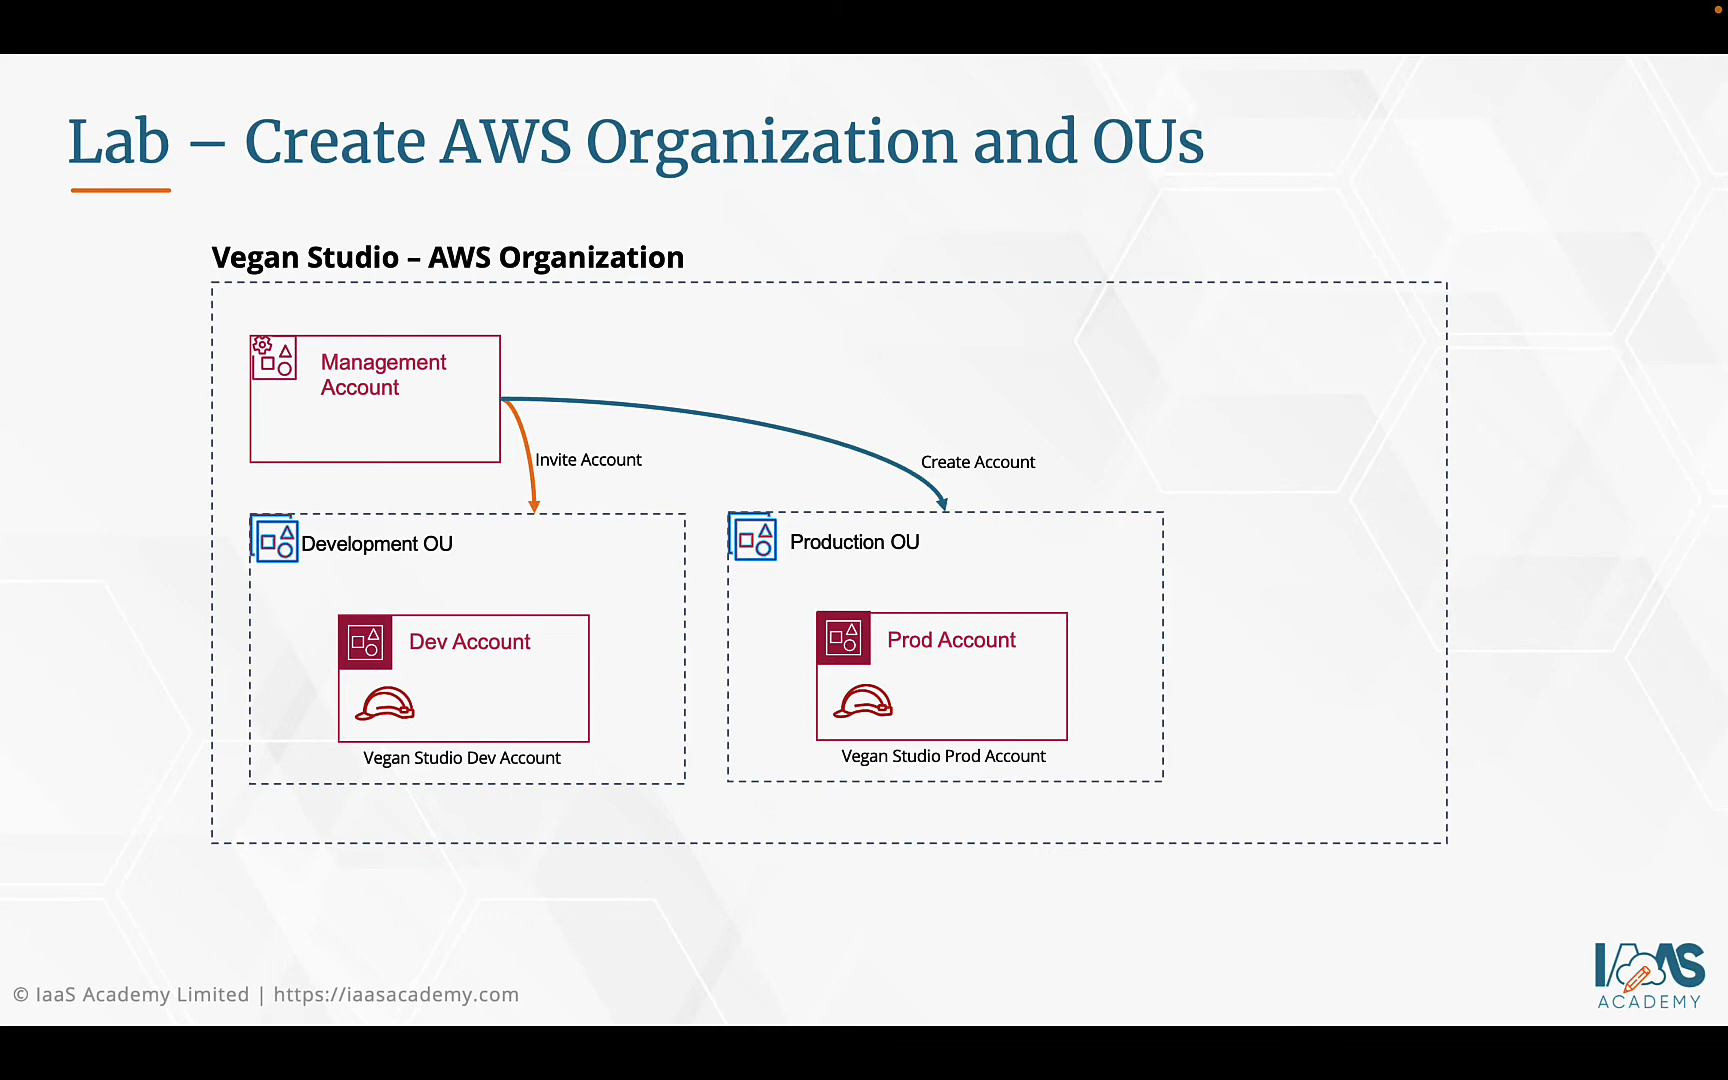 Lab – Create AWS Organization and OUs
Vegan Studio – AWS Organization
Management
Account
Invite Account
Create Account
Development OU
Production OU
Dev Account
Prod Account
Vegan Studio Dev Account
Vegan Studio Prod Account
© IaaS Academy Limited | https://iaasacademy.com
IAAS
ACADEMY